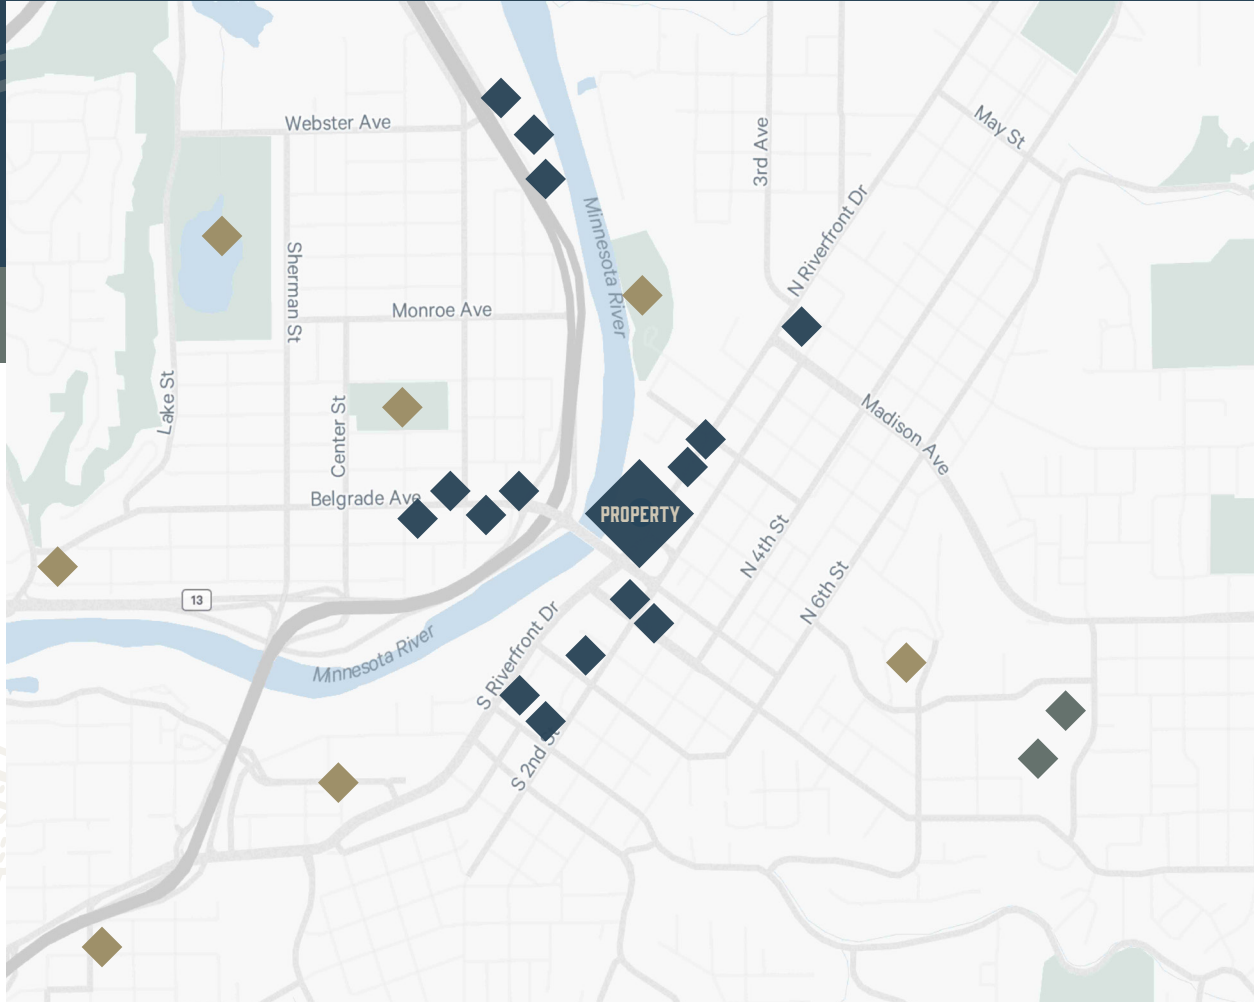 Webster Ave
May St
3rd Ave
N Riverfront Dr
Minnesota River
Sherman St
Monroe Ave
Lake St
Center St
Madison Ave
Belgrade Ave
PROPERTY
N 4th St
N 6th St
13
S Riverfront Dr
Minnesota River
S 2nd St